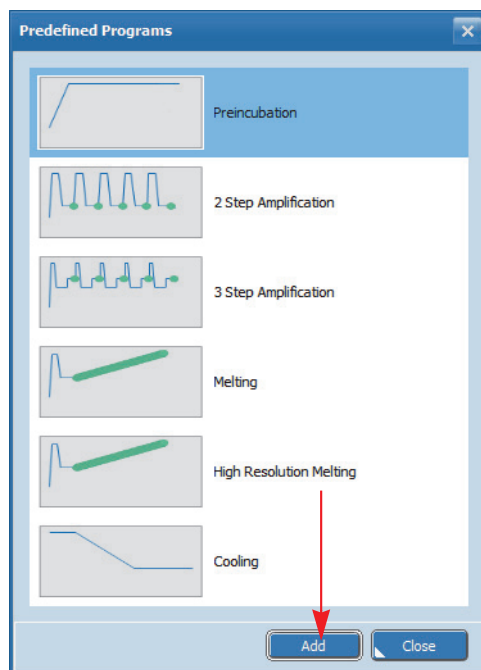 Predefined Programs
Preincubation
2 Step Amplification
3 Step Amplification
Melting
High Resolution Melting
Cooling
Add
Close